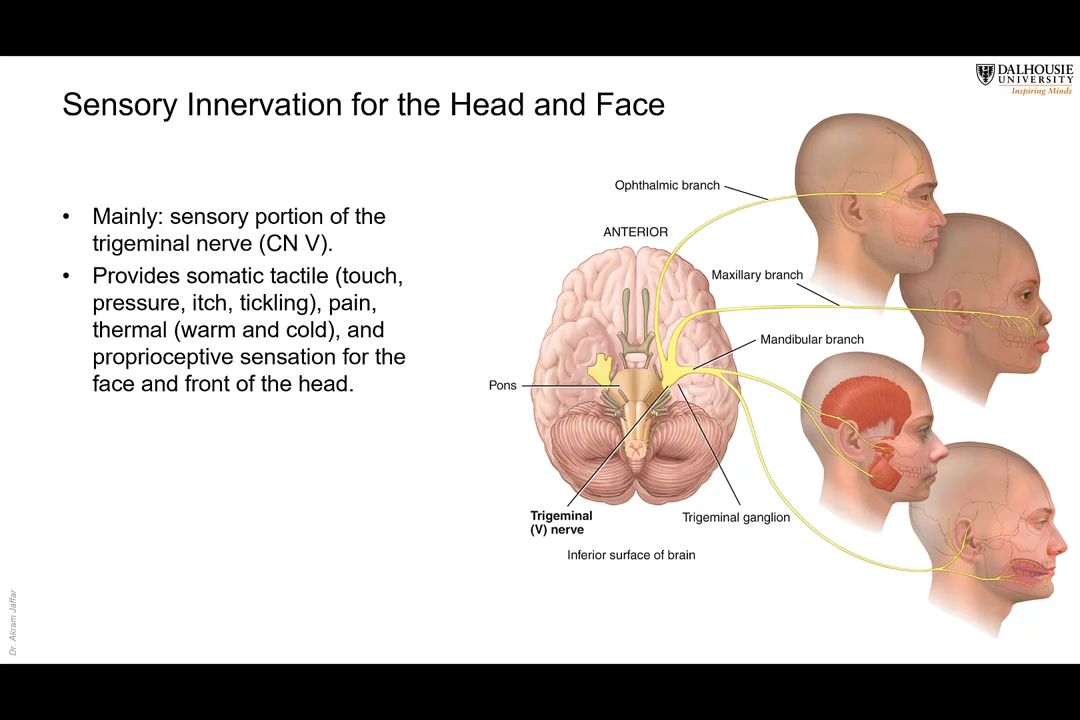 DALHOUSIE
UNIVERSITY
Inspiring Minds
Sensory Innervation for the Head and Face
• Mainly: sensory portion of the
trigeminal nerve (CN V).
• Provides somatic tactile (touch,
pressure, itch, tickling), pain,
thermal (warm and cold), and
proprioceptive sensation for the
face and front of the head.
Ophthalmic branch
ANTERIOR
Maxillary branch
Mandibular branch
Pons
Trigeminal
(V) nerve
Trigeminal ganglion
Inferior surface of brain
Dr. Akram Jaffar